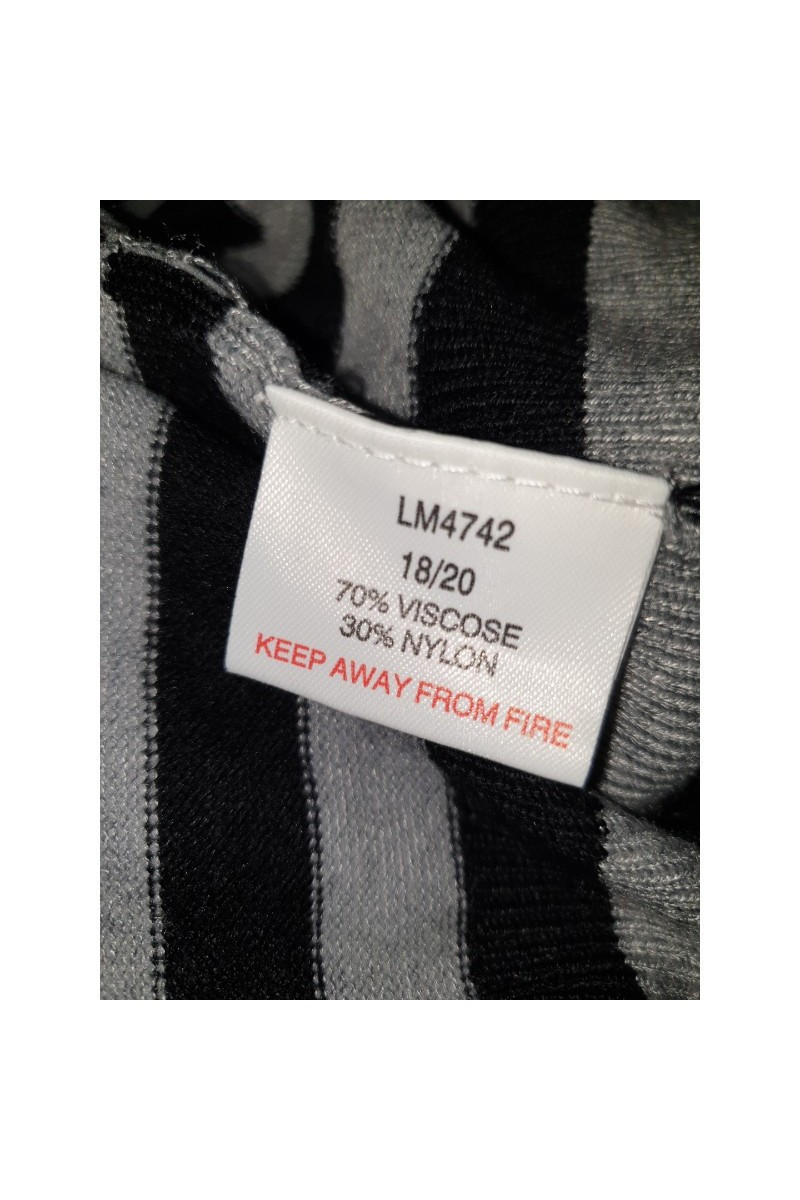 LM4742
18/20
70% VISCOSE
30% NYLON
KEEP AWAY FROM FIRE